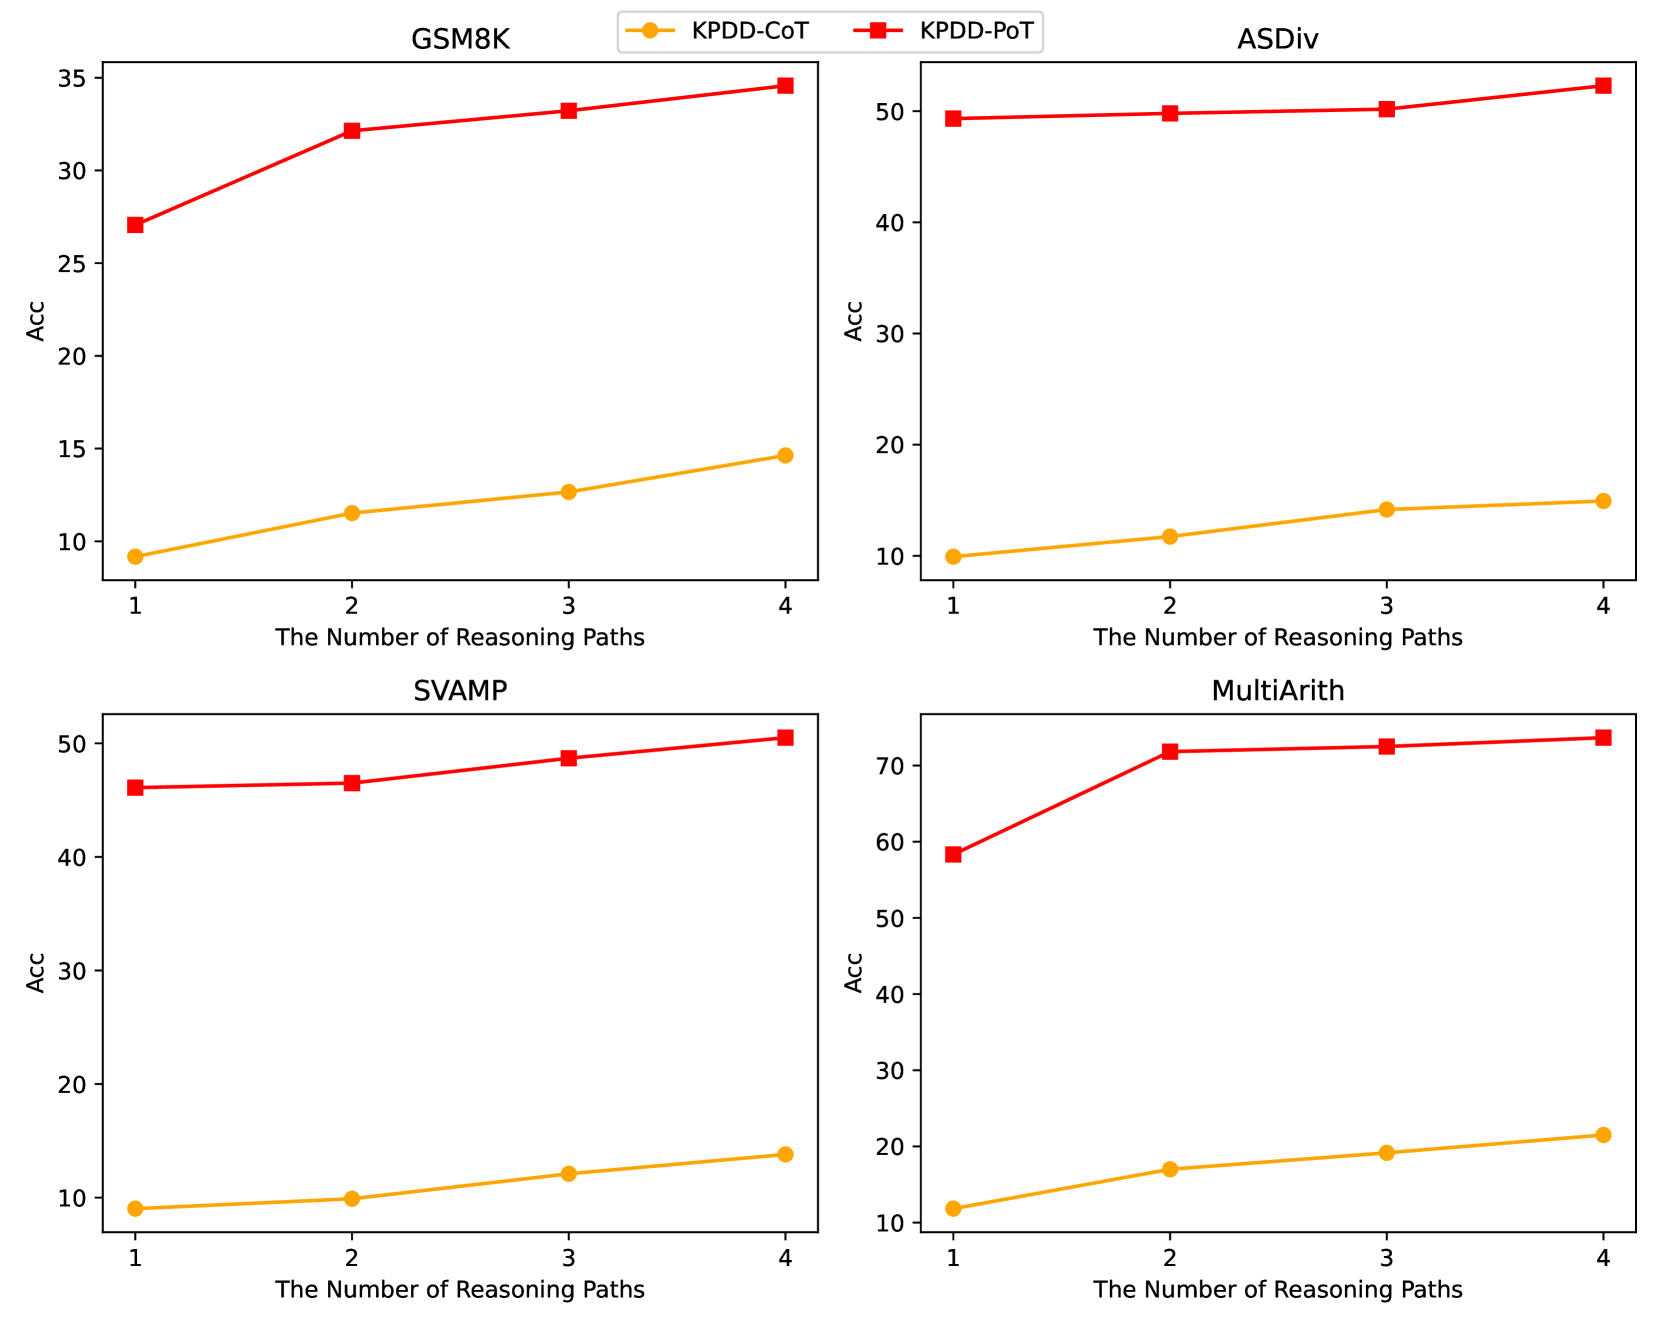 KPDD-CoT KPDD-PoT
GSM8K
35
30
25
20
15
10
Acc
1 2 3 4
The Number of Reasoning Paths
ASDiv
50
40
30
20
10
Acc
1 2 3 4
The Number of Reasoning Paths
SVAMP
50
40
30
20
10
Acc
1 2 3 4
The Number of Reasoning Paths
MultiArith
70
60
50
40
30
20
10
Acc
1 2 3 4
The Number of Reasoning Paths